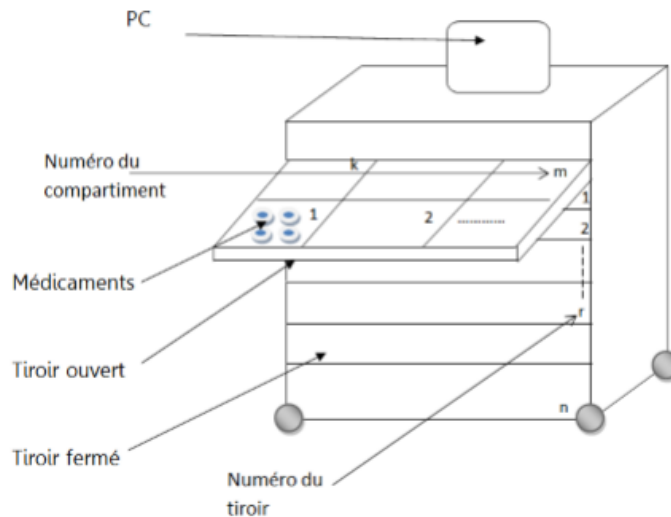 PC
Numéro du
compartiment
k
m
1
2 ..............
1
2
Médicaments
r
Tiroir ouvert
n
Tiroir fermé
Numéro du
tiroir